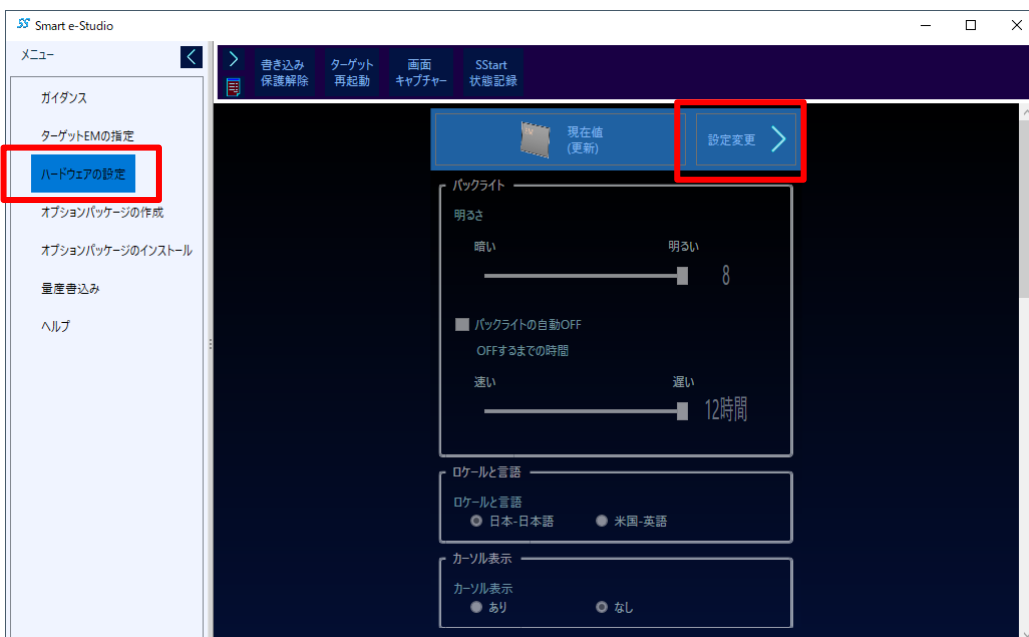 SS Smart e-Studio
メニュー
ガイダンス
ターゲットEMの指定
ハードウェアの設定
オプションパッケージの作成
オプションパッケージのインストール
量産書込み
ヘルプ
書き込み
保護解除
ターゲット
再起動
画面
キャプチャー
SStart
状態記録
現在値
(更新)
設定変更
バックライト
明るさ
暗い 明るい
8
バックライトの自動OFF
OFFするまでの時間
速い 遅い
12時間
ロケールと言語
ロケールと言語
日本-日本語 米国-英語
カーソル表示
カーソル表示
あり なし